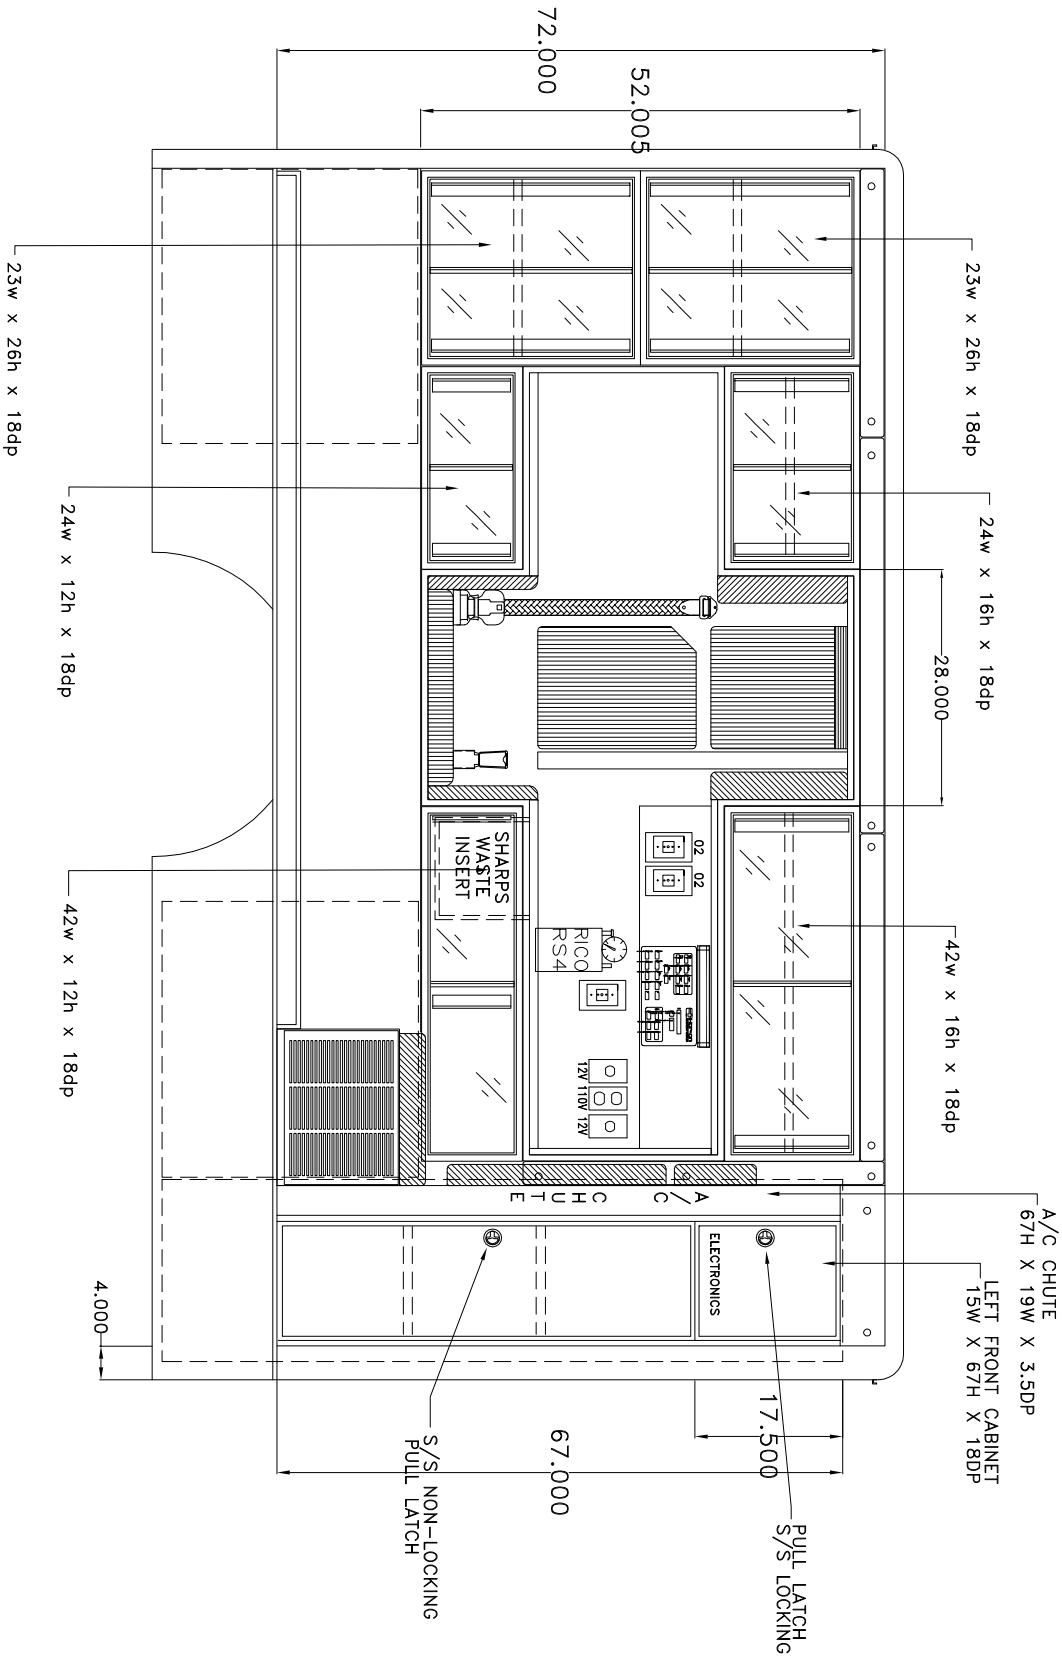 A/C CHUTE
67H X 19W X 3.5DP
LEFT FRONT CABINET
15W X 67H X 18DP
23w x 26h x 18dp
24w x 16h x 18dp
28.000
42w x 16h x 18dp
72.000
52.005
O2
O2
RICO
RS4
12V
110V
12V
SHARPS
WASTE
INSERT
A/C
CHUTE
ELECTRONICS
17.500
67.000
PULL LATCH
S/S LOCKING
S/S NON-LOCKING
PULL LATCH
23w x 26h x 18dp
24w x 12h x 18dp
42w x 12h x 18dp
4.000